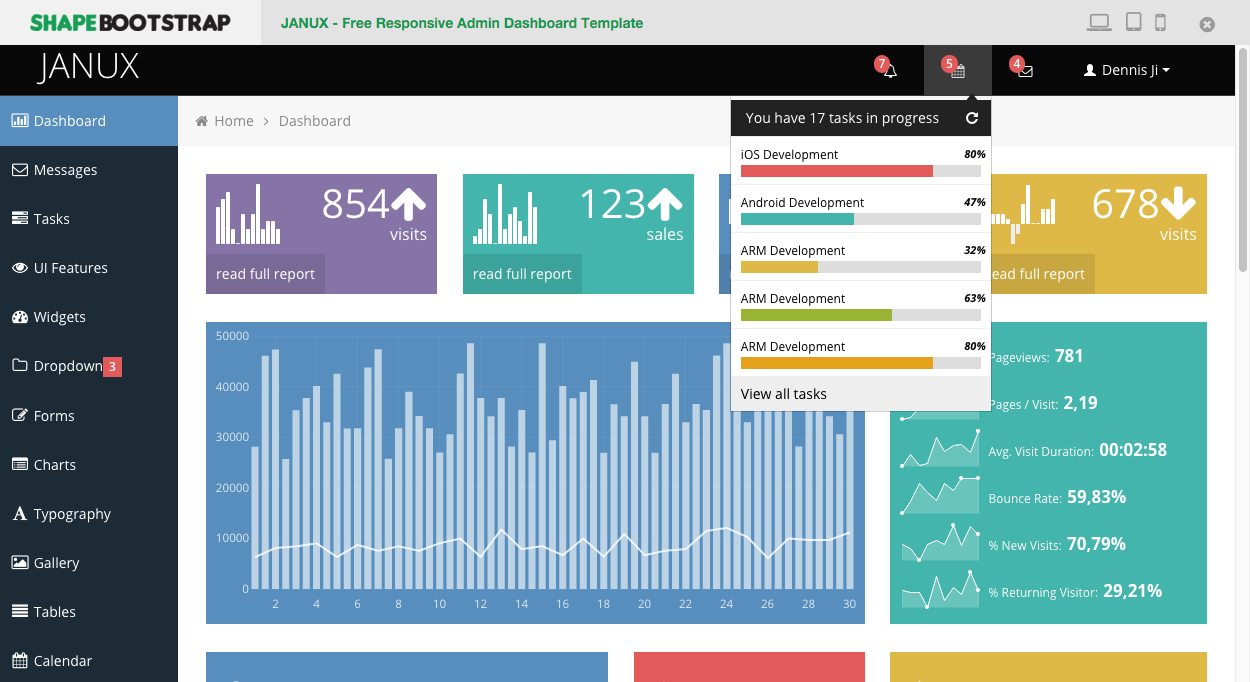 SHAPEBOOTSTRAP
JANUX - Free Responsive Admin Dashboard Template
JANUX
7
5
4
Dennis Ji
Dashboard
Messages
Tasks
UI Features
Widgets
Dropdown 3
Forms
Charts
Typography
Gallery
Tables
Calendar
Home > Dashboard
You have 17 tasks in progress
iOS Development 80%
Android Development 47%
ARM Development 32%
ARM Development 63%
ARM Development 80%
View all tasks
854
visits
read full report
123
sales
read full report
678
visits
ead full report
50000
40000
30000
20000
10000
0
2 4 6 8 10 12 14 16 18 20 22 24 26 28 30
Pageviews: 781
Pages / Visit: 2,19
Avg. Visit Duration: 00:02:58
Bounce Rate: 59,83%
% New Visits: 70,79%
% Returning Visitor: 29,21%